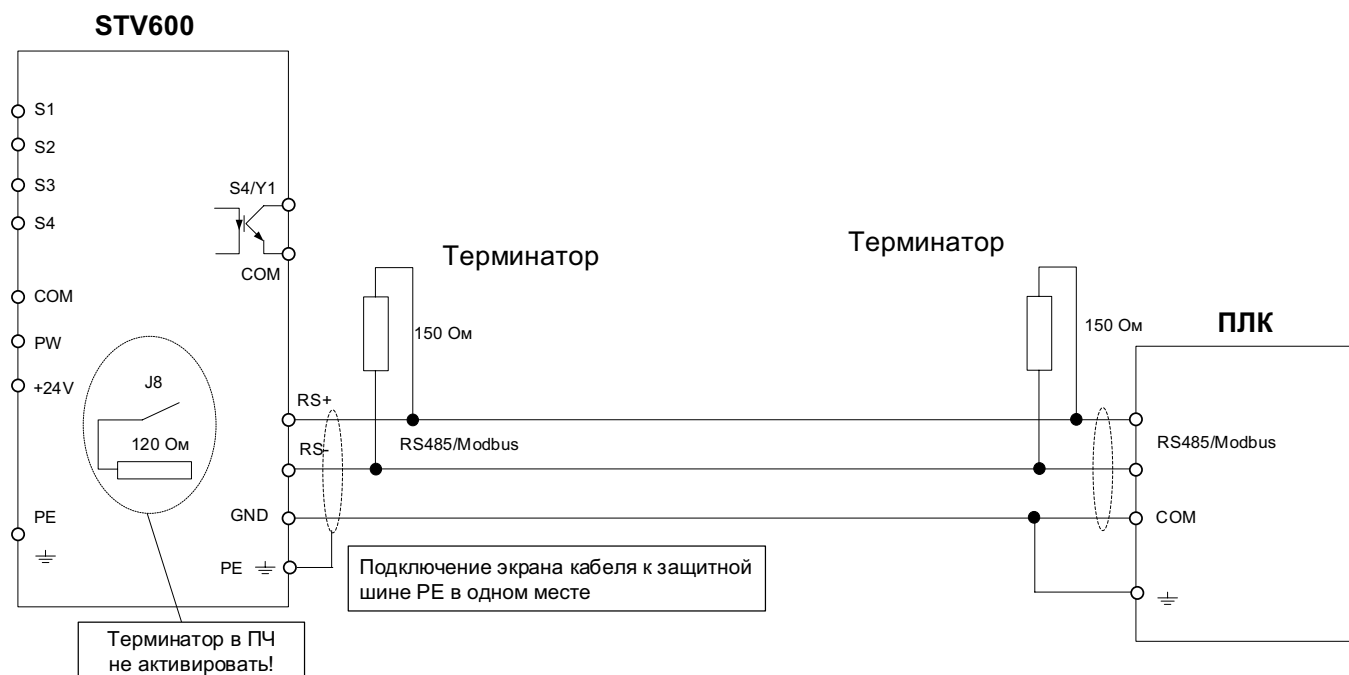 STV600
S1
S2
S3
S4
COM
PW
+24V
PE
S4/Y1
COM
J8
120 Ом
RS+
RS-
GND
PE
Терминатор в ПЧ
не активировать!
Терминатор
150 Ом
RS485/Modbus
Подключение экрана кабеля к защитной
шине PE в одном месте
Терминатор
150 Ом
ПЛК
RS485/Modbus
COM